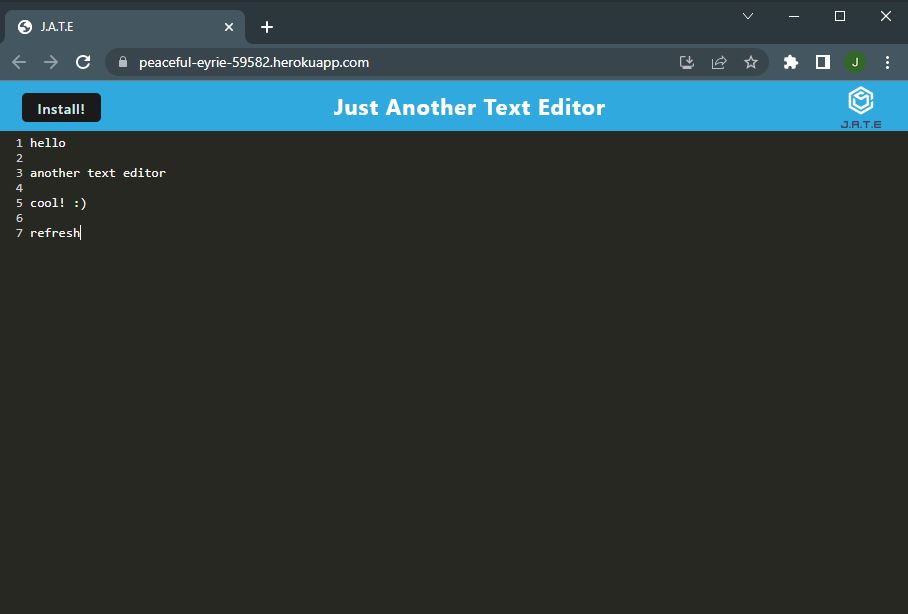 J.A.T.E
peaceful-eyrie-59582.herokuapp.com
J
Install!
Just Another Text Editor
J.A.T.E
1 hello
2
3 another text editor
4
5 cool! :)
6
7 refresh